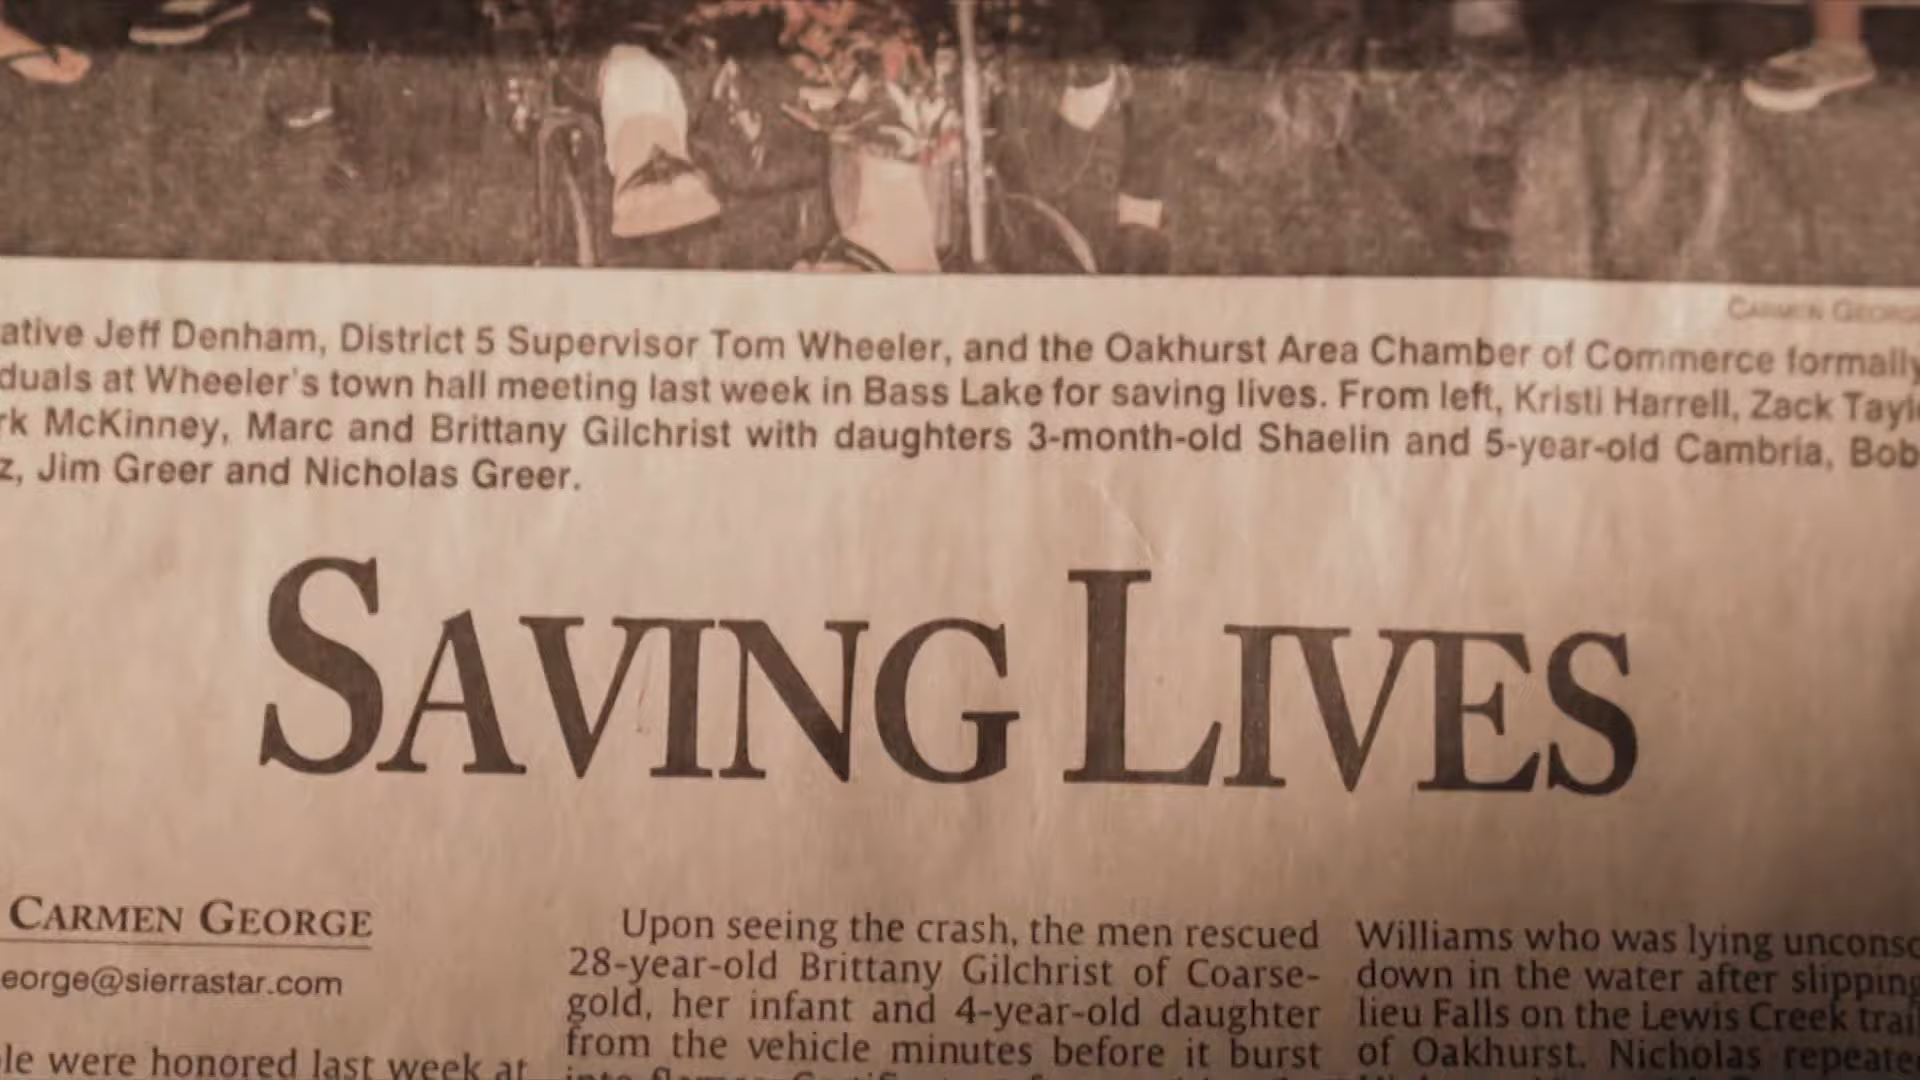 CARMEN GEORGE
ative Jeff Denham, District 5 Supervisor Tom Wheeler, and the Oakhurst Area Chamber of Commerce formally
duals at Wheeler's town hall meeting last week in Bass Lake for saving lives. From left, Kristi Harrell, Zack Tayl
rk McKinney, Marc and Brittany Gilchrist with daughters 3-month-old Shaelin and 5-year-old Cambria, Bob
z, Jim Greer and Nicholas Greer.
SAVING LIVES
CARMEN GEORGE
eorge@sierrastar.com
le were honored last week at
Upon seeing the crash, the men rescued
28-year-old Brittany Gilchrist of Coarse-
gold, her infant and 4-year-old daughter
from the vehicle minutes before it burst
Williams who was lying unconsc
down in the water after slipping
lieu Falls on the Lewis Creek trail
of Oakhurst. Nicholas repeate